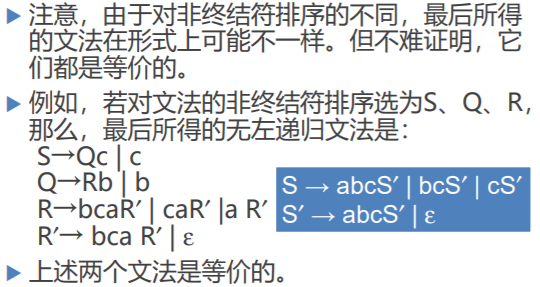 ▶ 注意，由于对非终结符排序的不同，最后所得
的文法在形式上可能不一样。但不难证明，它
们都是等价的。
▶ 例如，若对文法的非终结符排序选为S、Q、R，
那么，最后所得的无左递归文法是：
S→Qc | c
Q→Rb | b
R→bcaR′ | caR′ |a R′
R′→ bca R′ | ε
S → abcS′ | bcS′ | cS′
S′ → abcS′ | ε
▶ 上述两个文法是等价的。